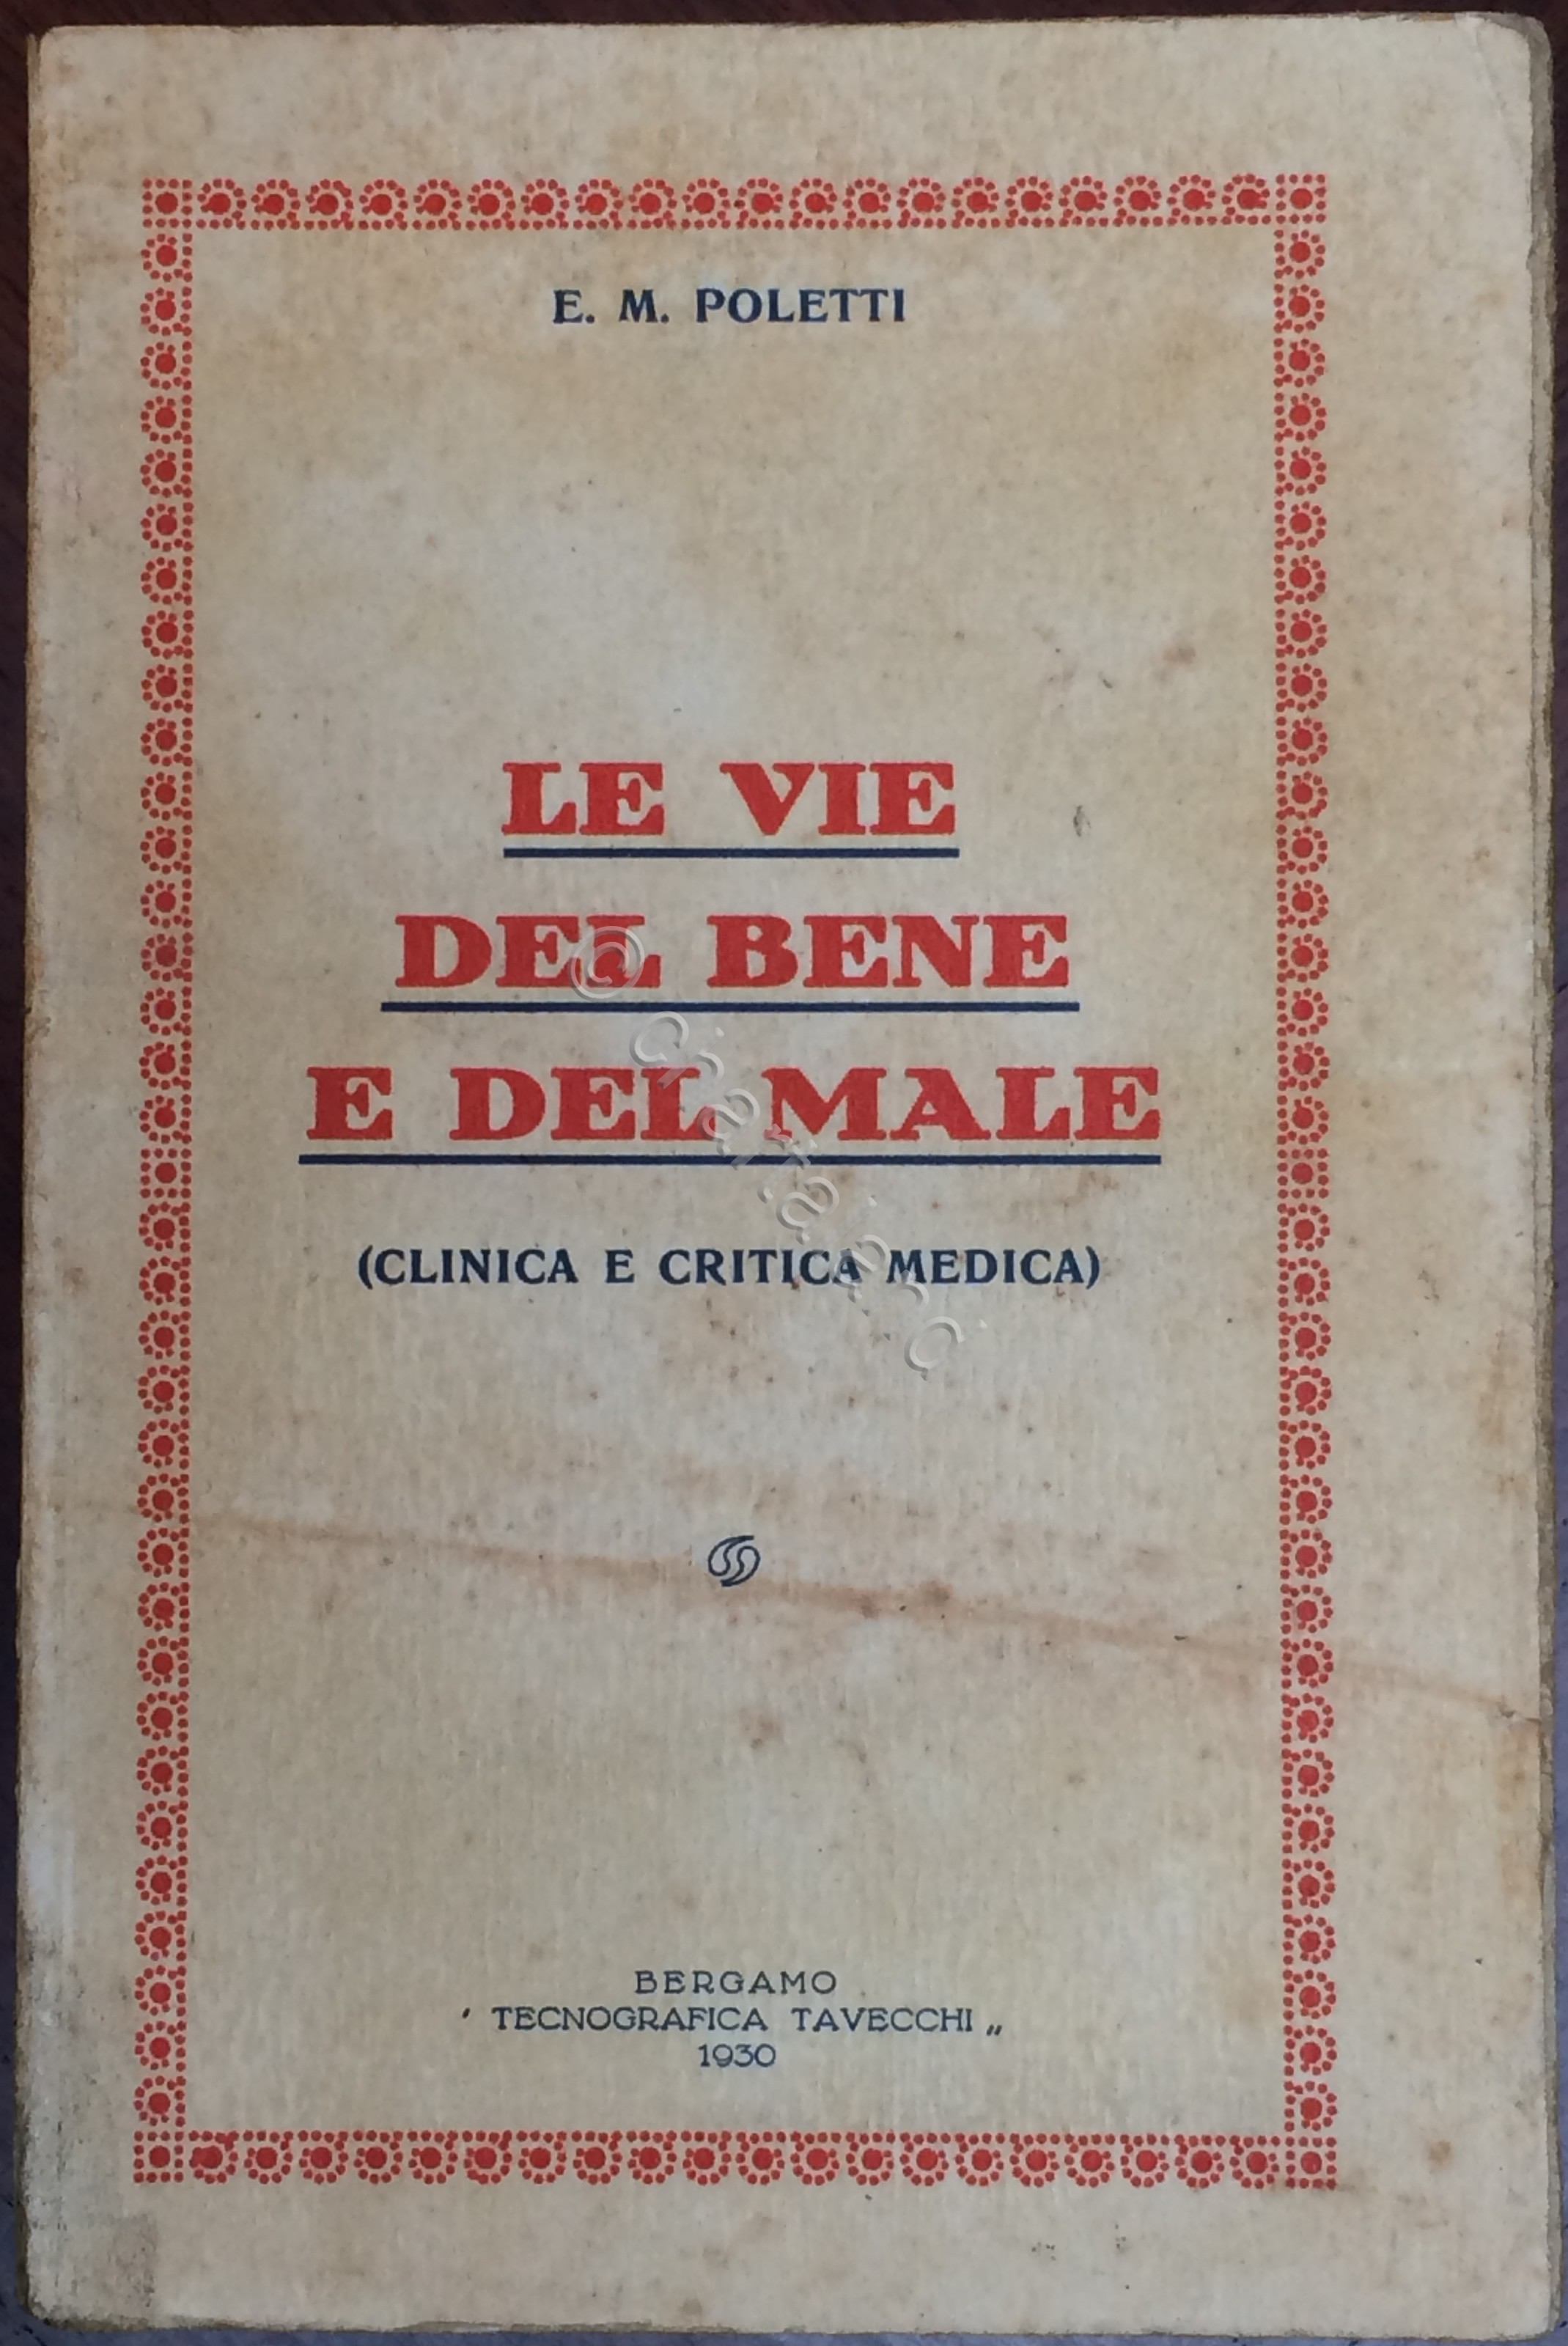 E. M. POLETTI
LE VIE
DEL BENE
E DEL MALE
(CLINICA E CRITICA MEDICA)
BERGAMO
' TECNOGRAFICA TAVECCHI „
1930